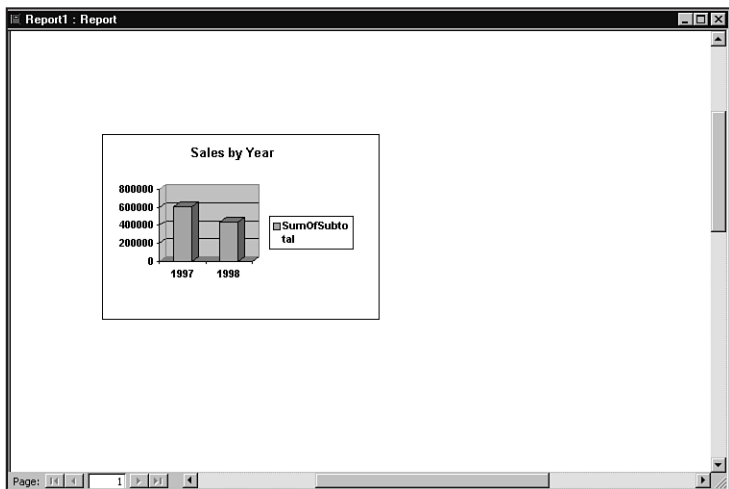 Report1 : Report
Sales by Year
800000
600000
400000
200000
0
1997 1998
SumOfSubto
tal
Page: 1